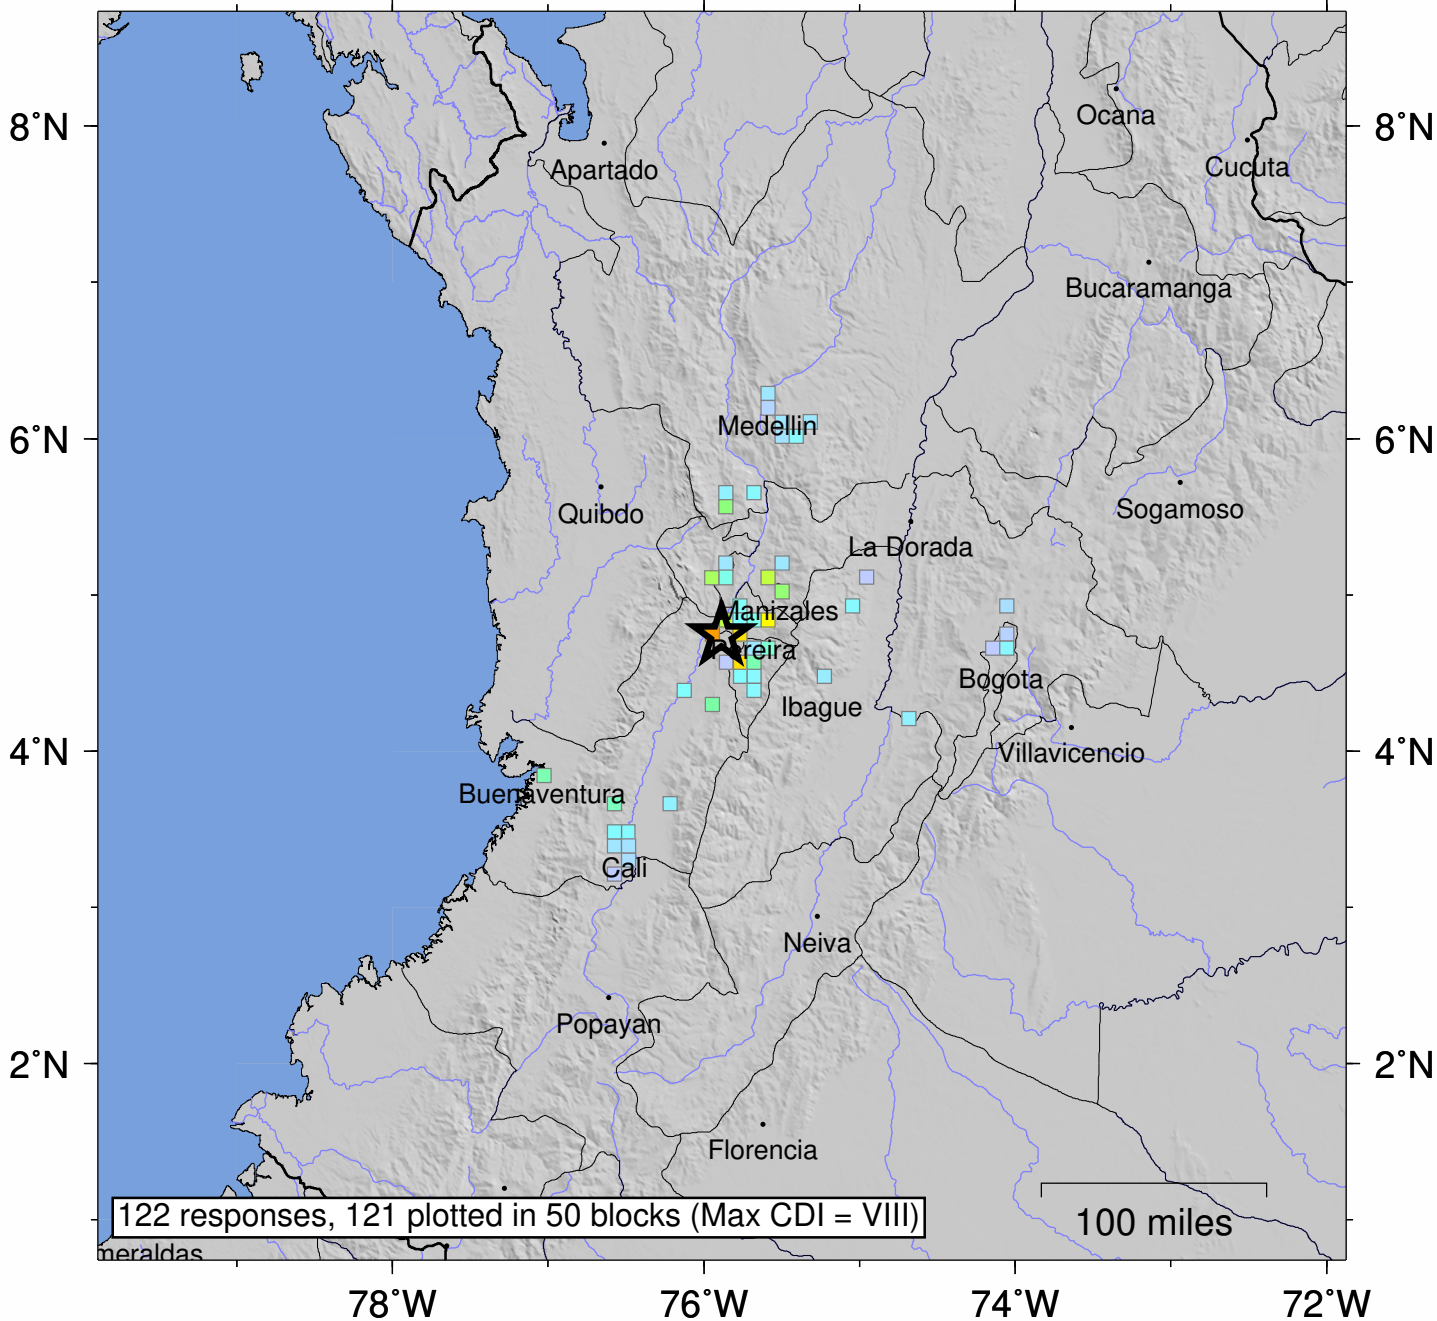 8°N
8°N
Ocana
Cucuta
Apartado
Bucaramanga
6°N
6°N
Medellin
Quibdo
Sogamoso
La Dorada
Manizales
Pereira
Bogota
Ibague
4°N
4°N
Villavicencio
Buenaventura
Cali
Neiva
Popayan
2°N
2°N
Florencia
122 responses, 121 plotted in 50 blocks (Max CDI = VIII)
100 miles
meraldas
78°W
76°W
74°W
72°W